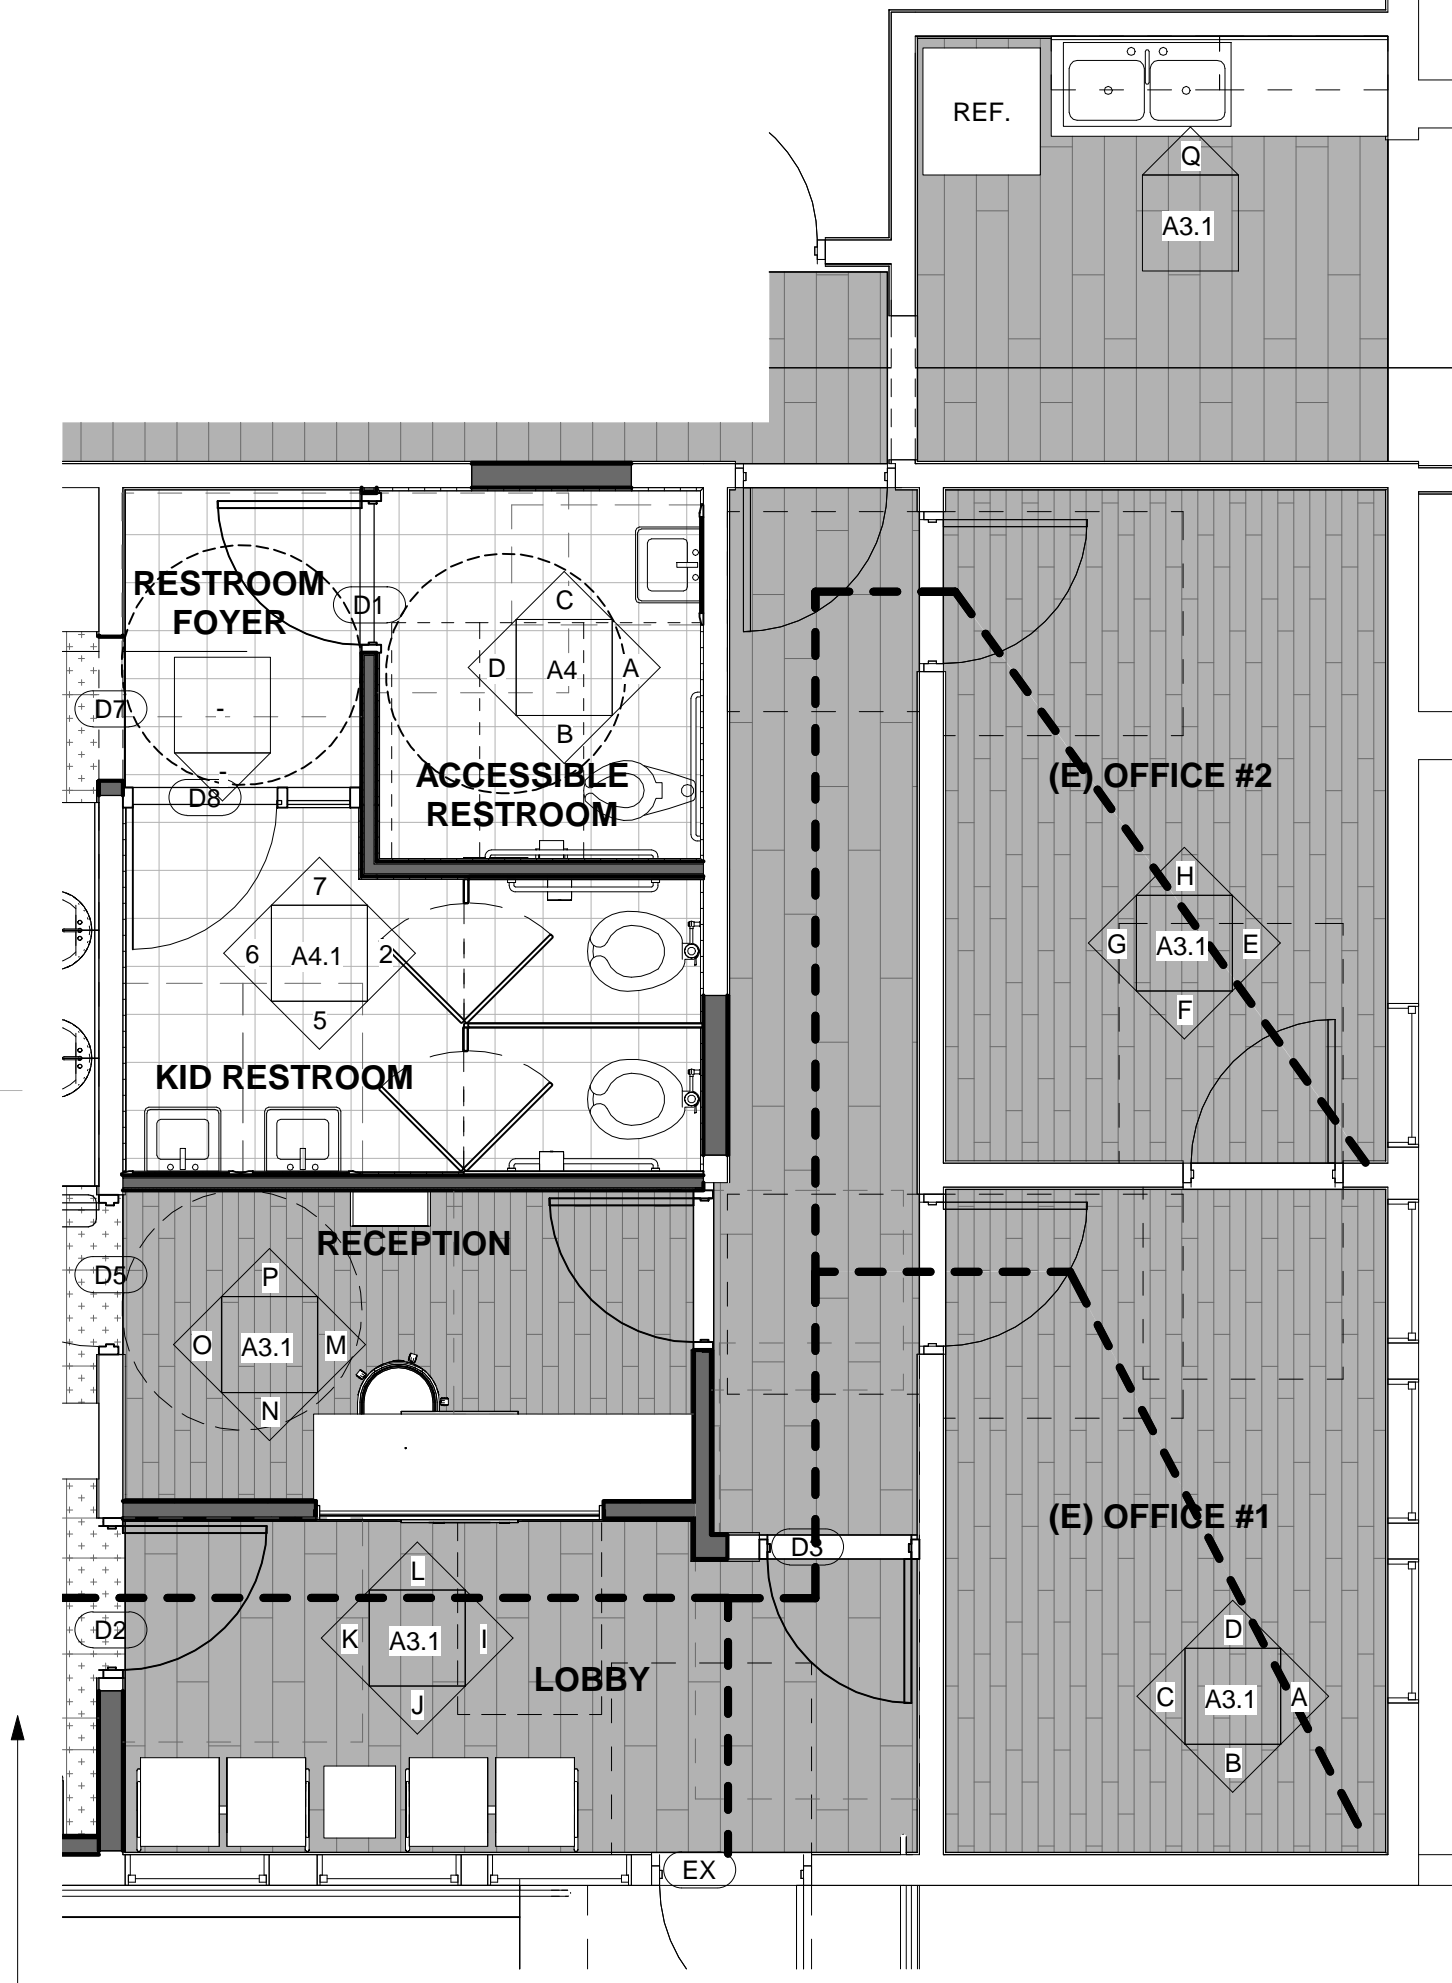 REF.
Q
A3.1
RESTROOM
FOYER
D1
C
D
A4
A
B
D7
-
-
D8
ACCESSIBLE
RESTROOM
(E) OFFICE #2
7
6
A4.1
2
5
H
G
A3.1
E
F
KID RESTROOM
RECEPTION
D5
P
O
A3.1
M
N
(E) OFFICE #1
D3
L
K
A3.1
I
J
D2
LOBBY
D
C
A3.1
A
B
EX